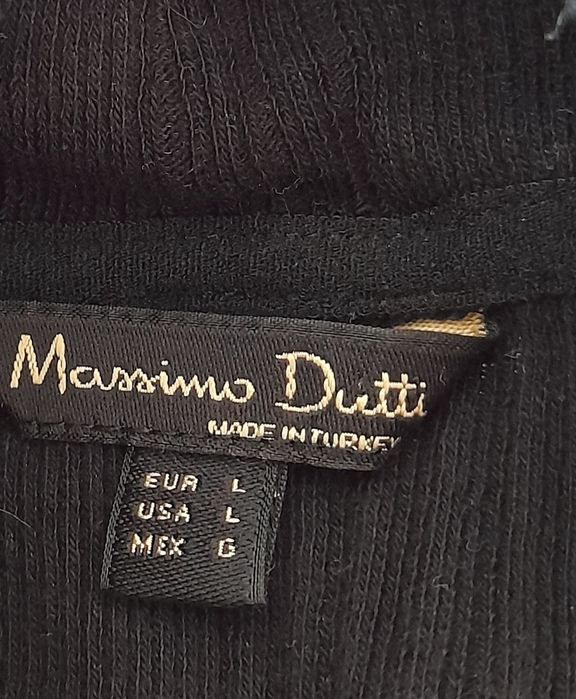 Massimo Dutti
MADE IN TURKEY
EUR L
USA L
MEX G